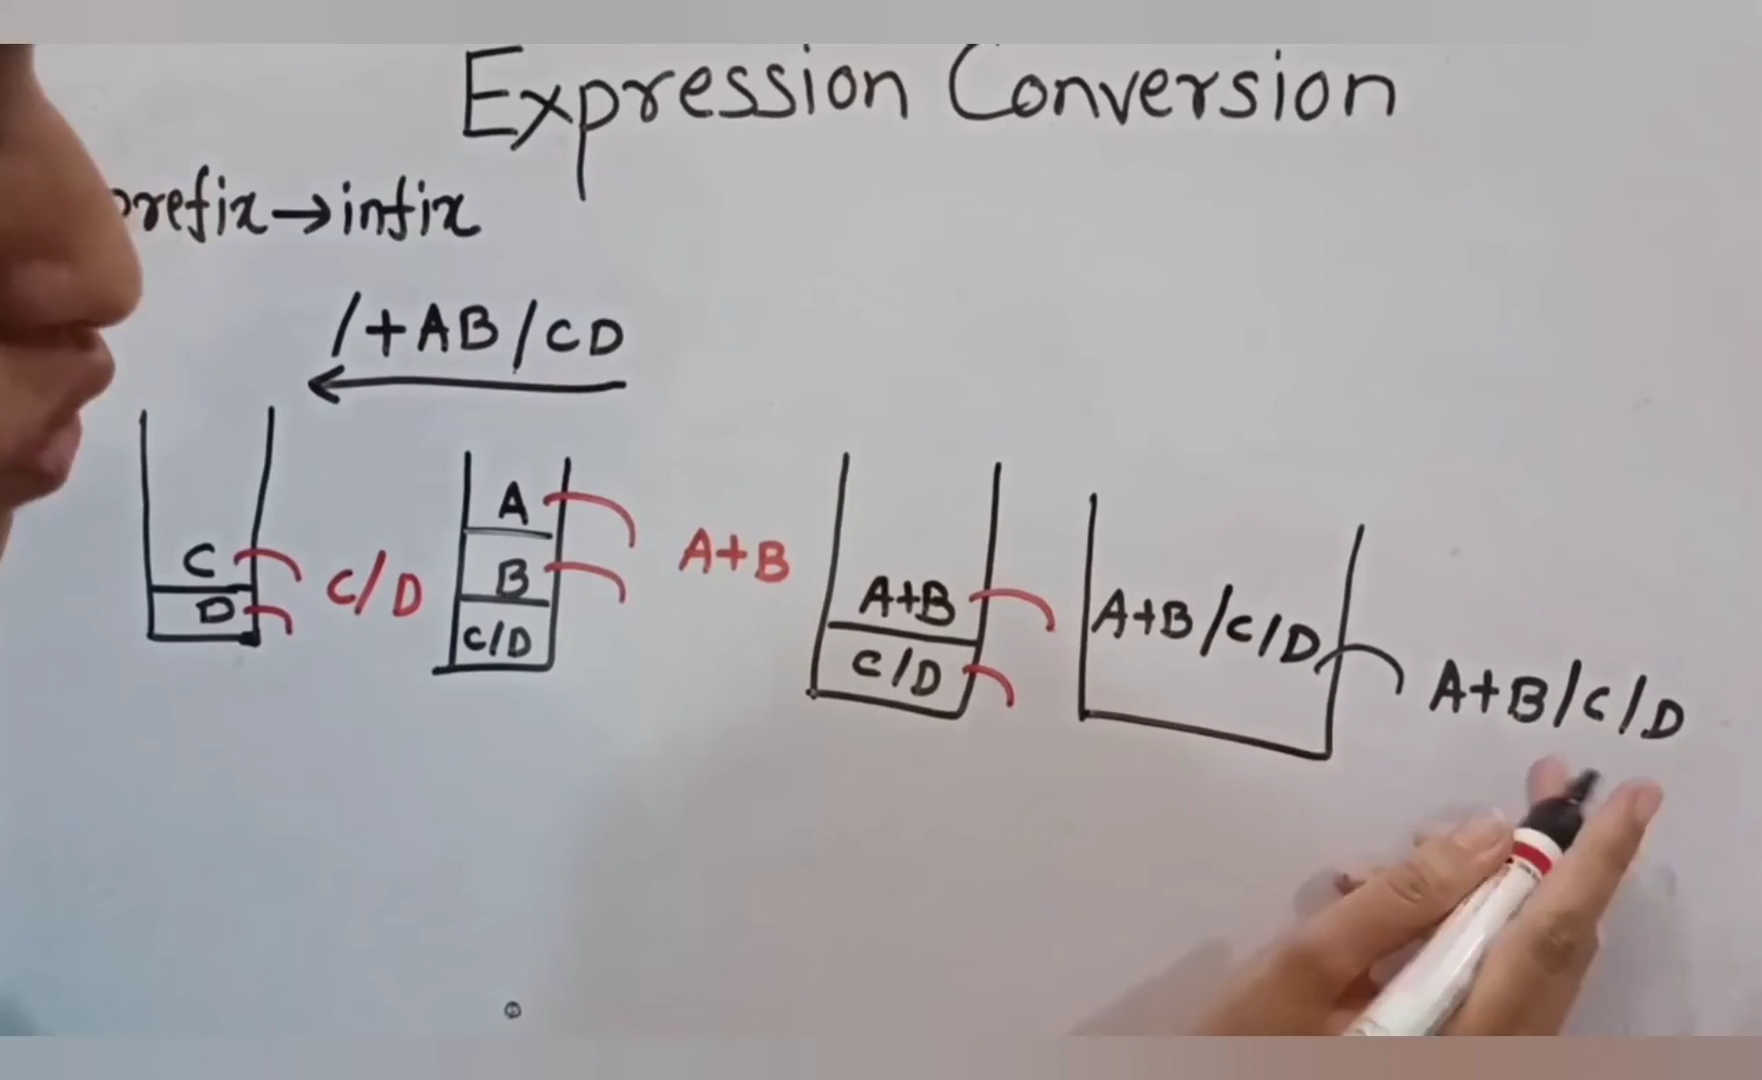 Expression Conversion
prefix→infix
/+AB/CD
C
D
C/D
A
B
C/D
A+B
A+B
C/D
A+B/C/D
A+B/C/D